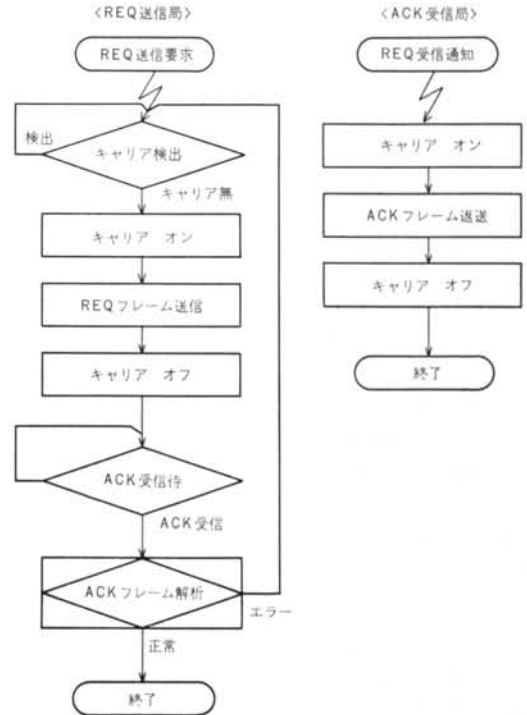 〈REQ送信局〉
REQ送信要求
検出
キャリア検出
キャリア無
キャリア オン
REQフレーム送信
キャリア オフ
ACK受信待
ACK受信
ACKフレーム解析
エラー
正常
終了
〈ACK受信局〉
REQ受信通知
キャリア オン
ACKフレーム返送
キャリア オフ
終了